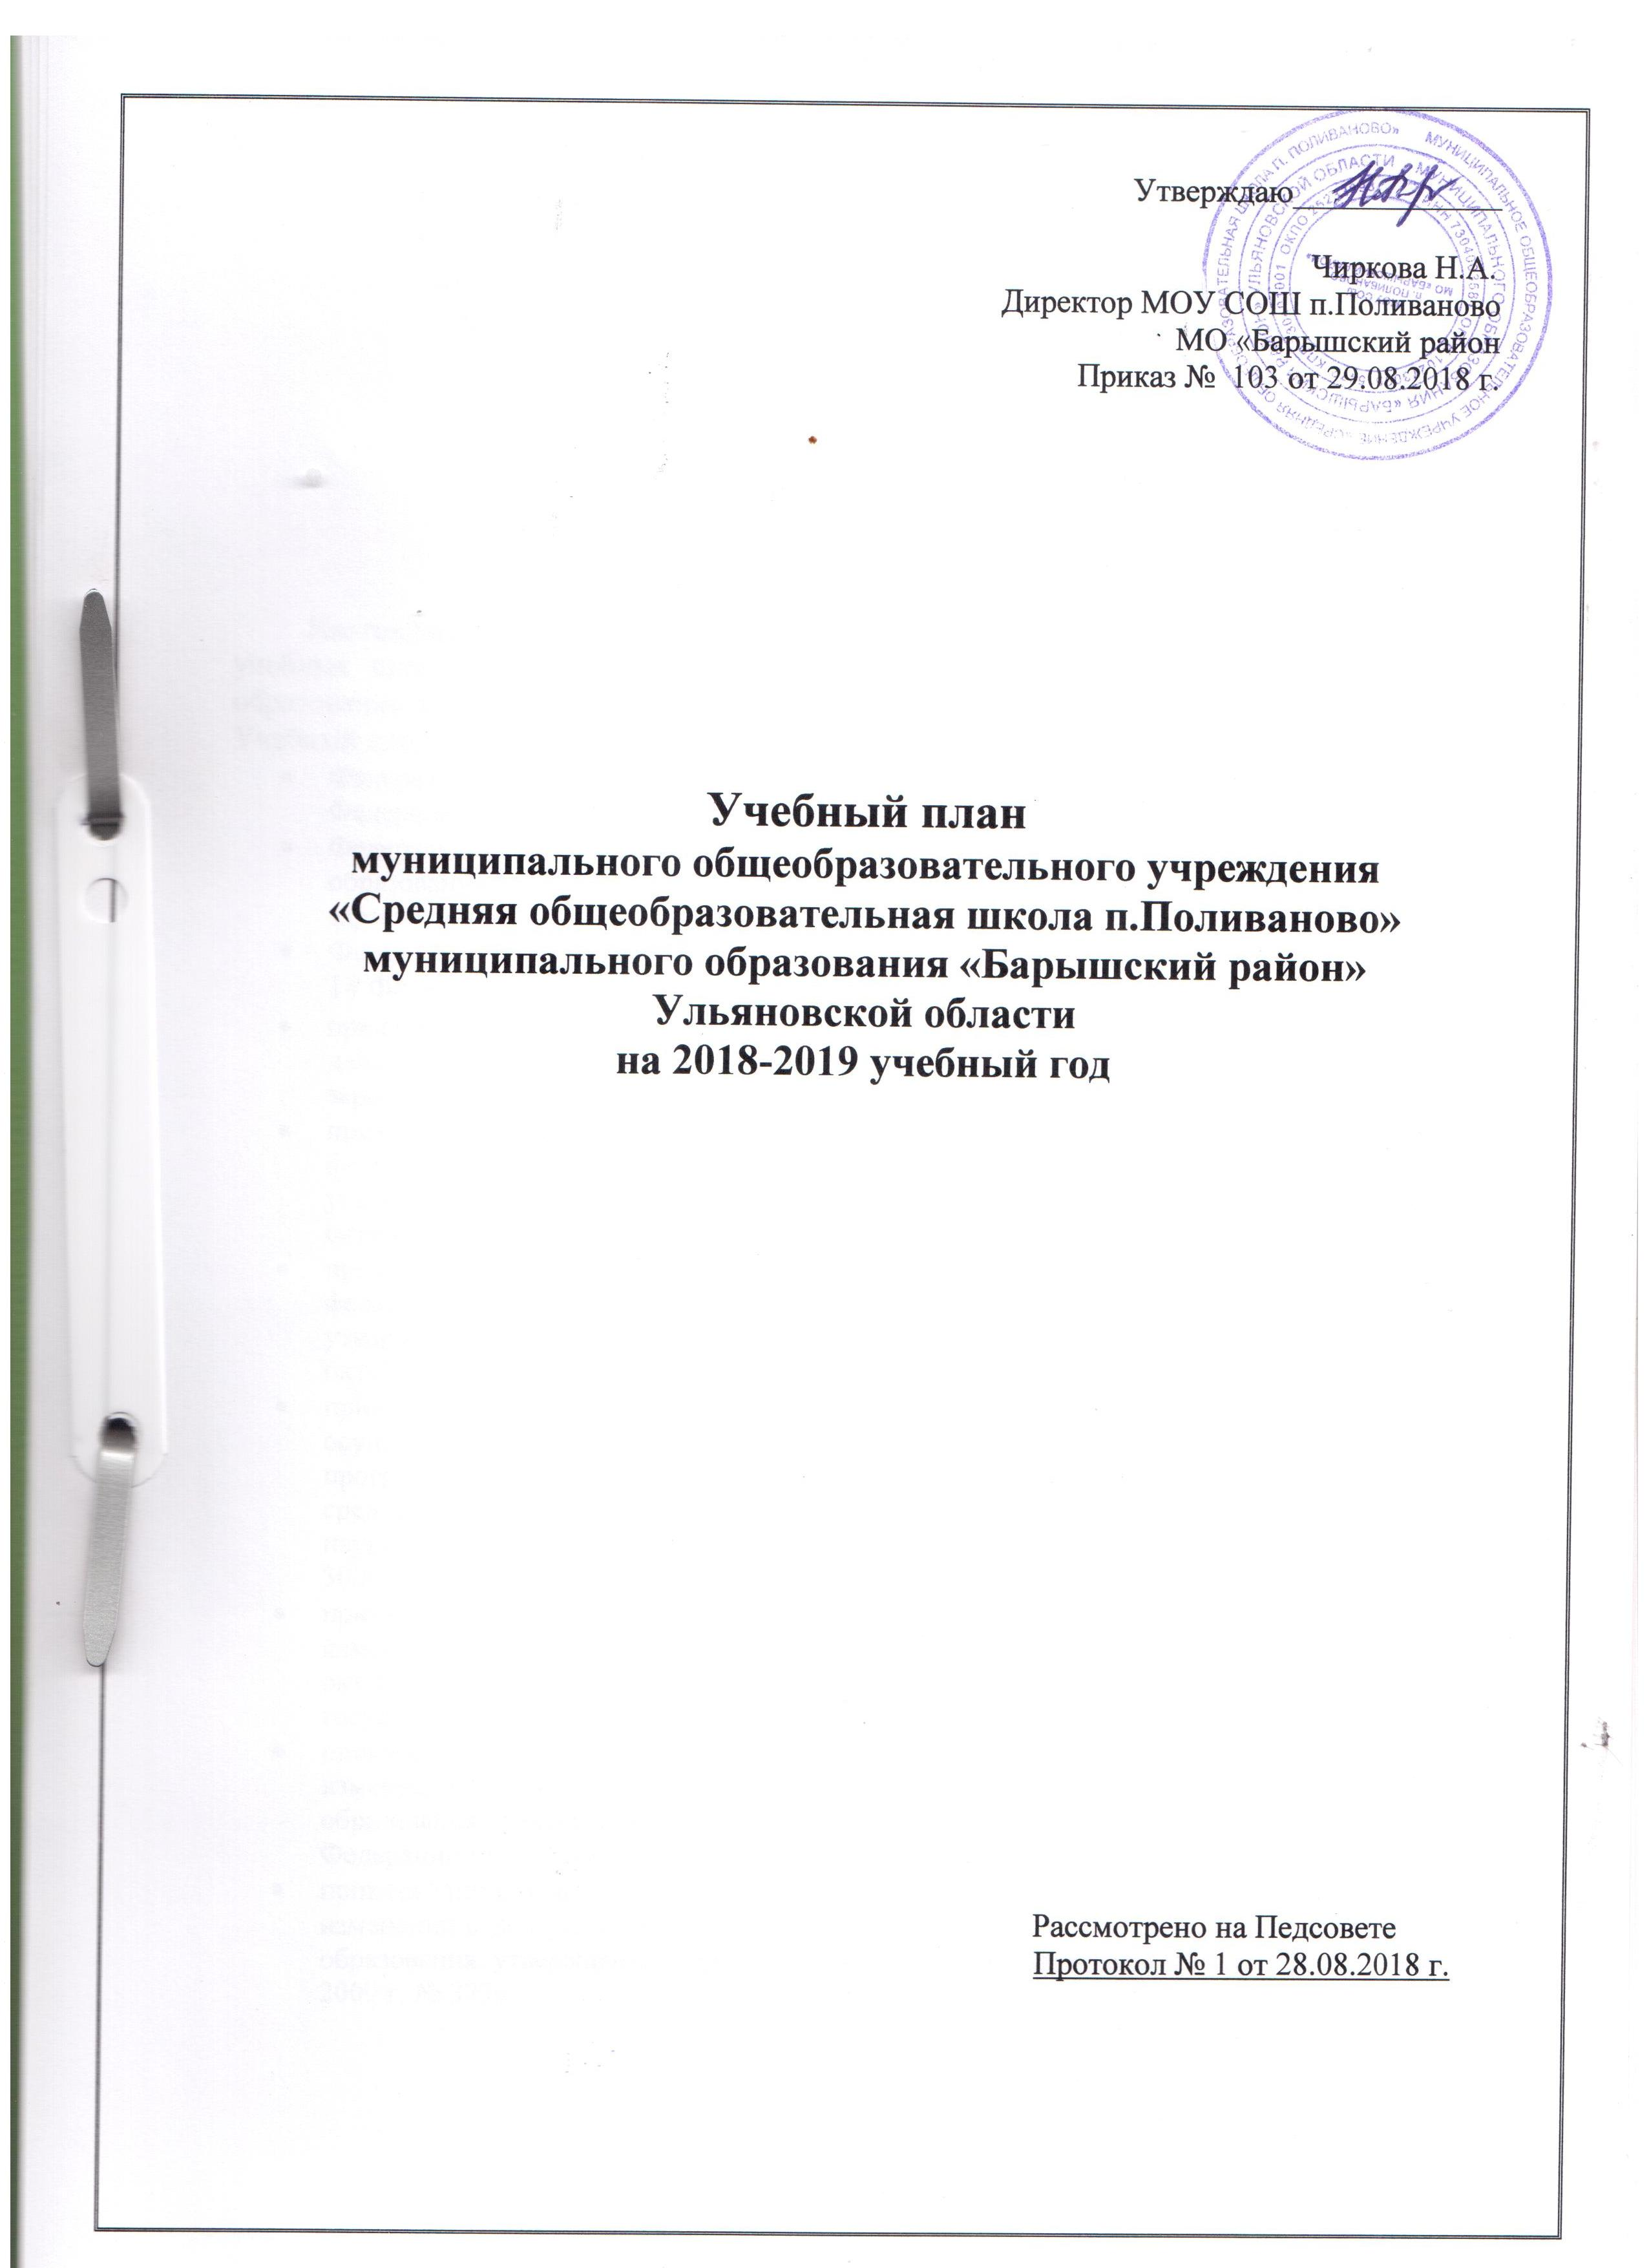 Утверждаю
Чиркова Н.А.
Директор МОУ СОШ п.Поливаново
МО «Барышский район
Приказ № 103 от 29.08.2018 г.
Учебный план
муниципального общеобразовательного учреждения
«Средняя общеобразовательная школа п.Поливаново»
муниципального образования «Барышский район»
Ульяновской области
на 2018-2019 учебный год
Рассмотрено на Педсовете
Протокол № 1 от 28.08.2018 г.